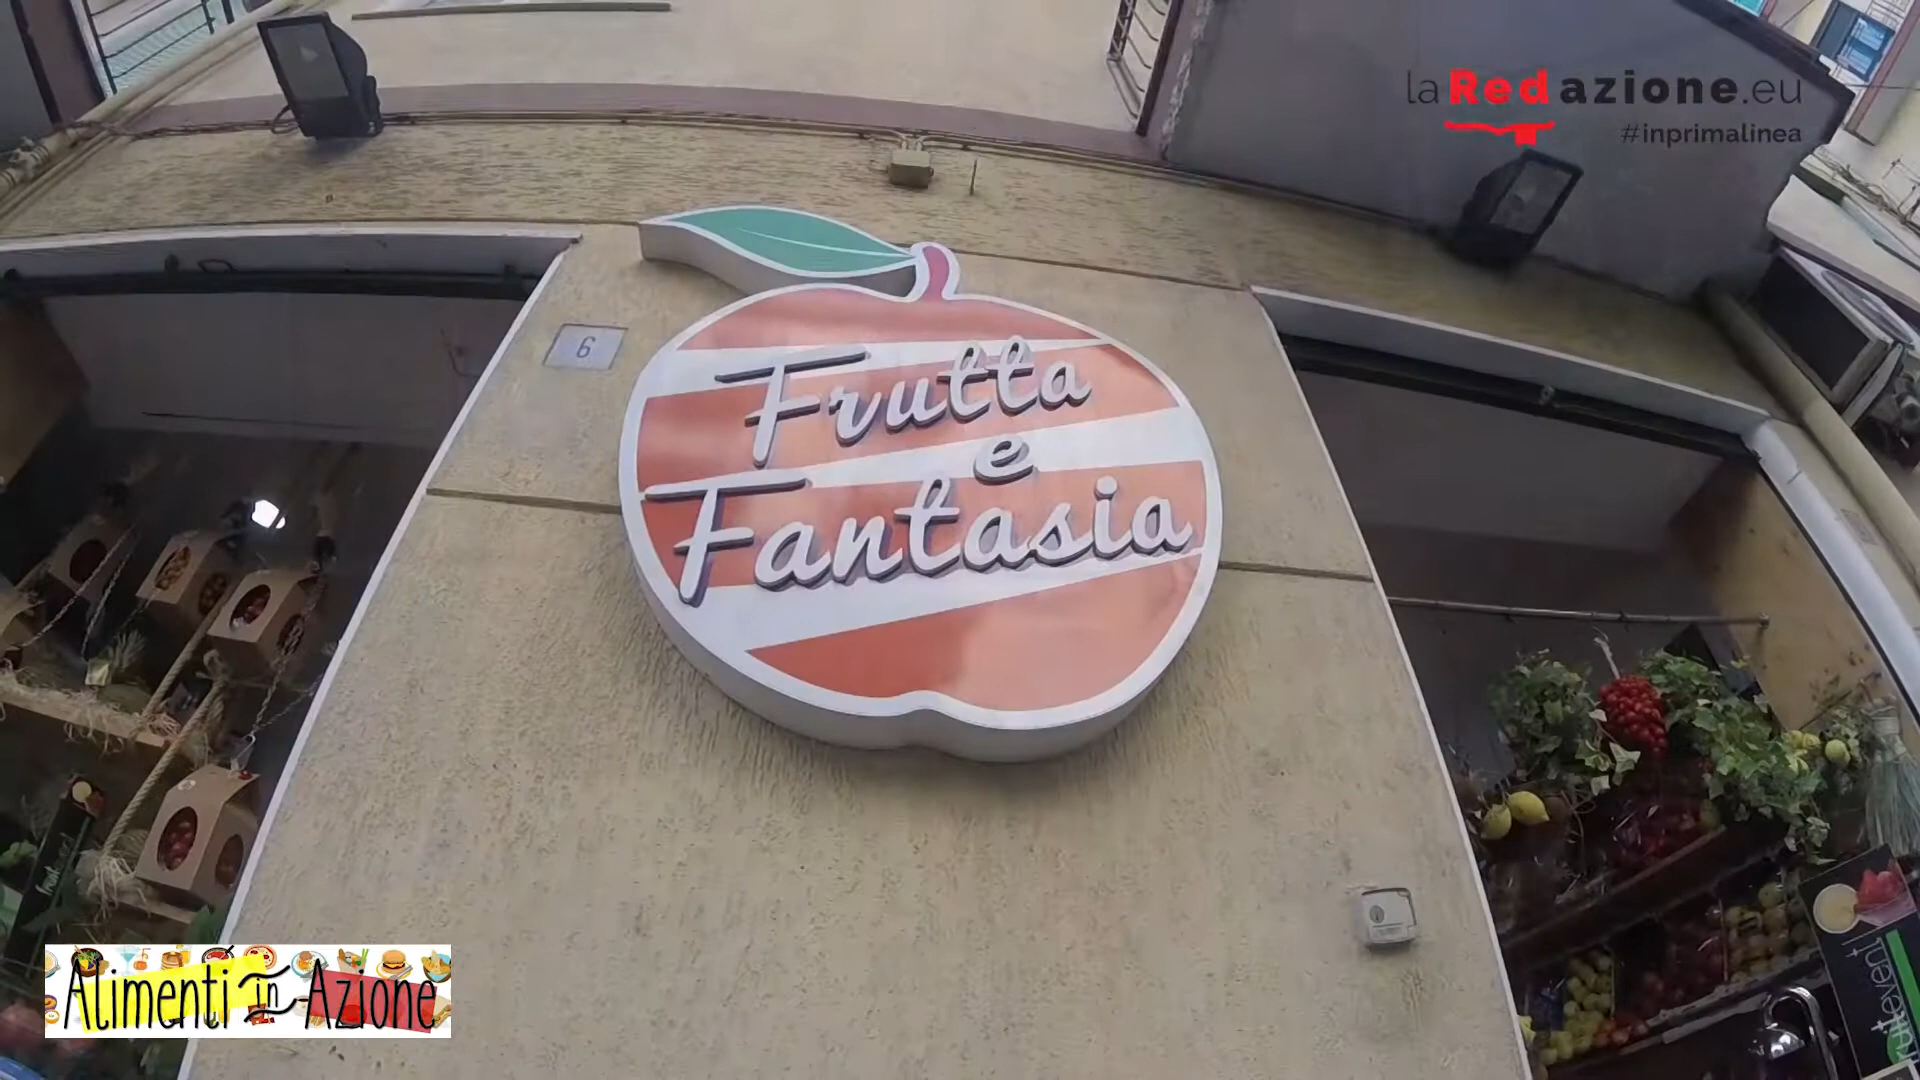 laRedazione.eu
#inprimalinea
6
Frutta
e
Fantasia
Alimenti in Azione